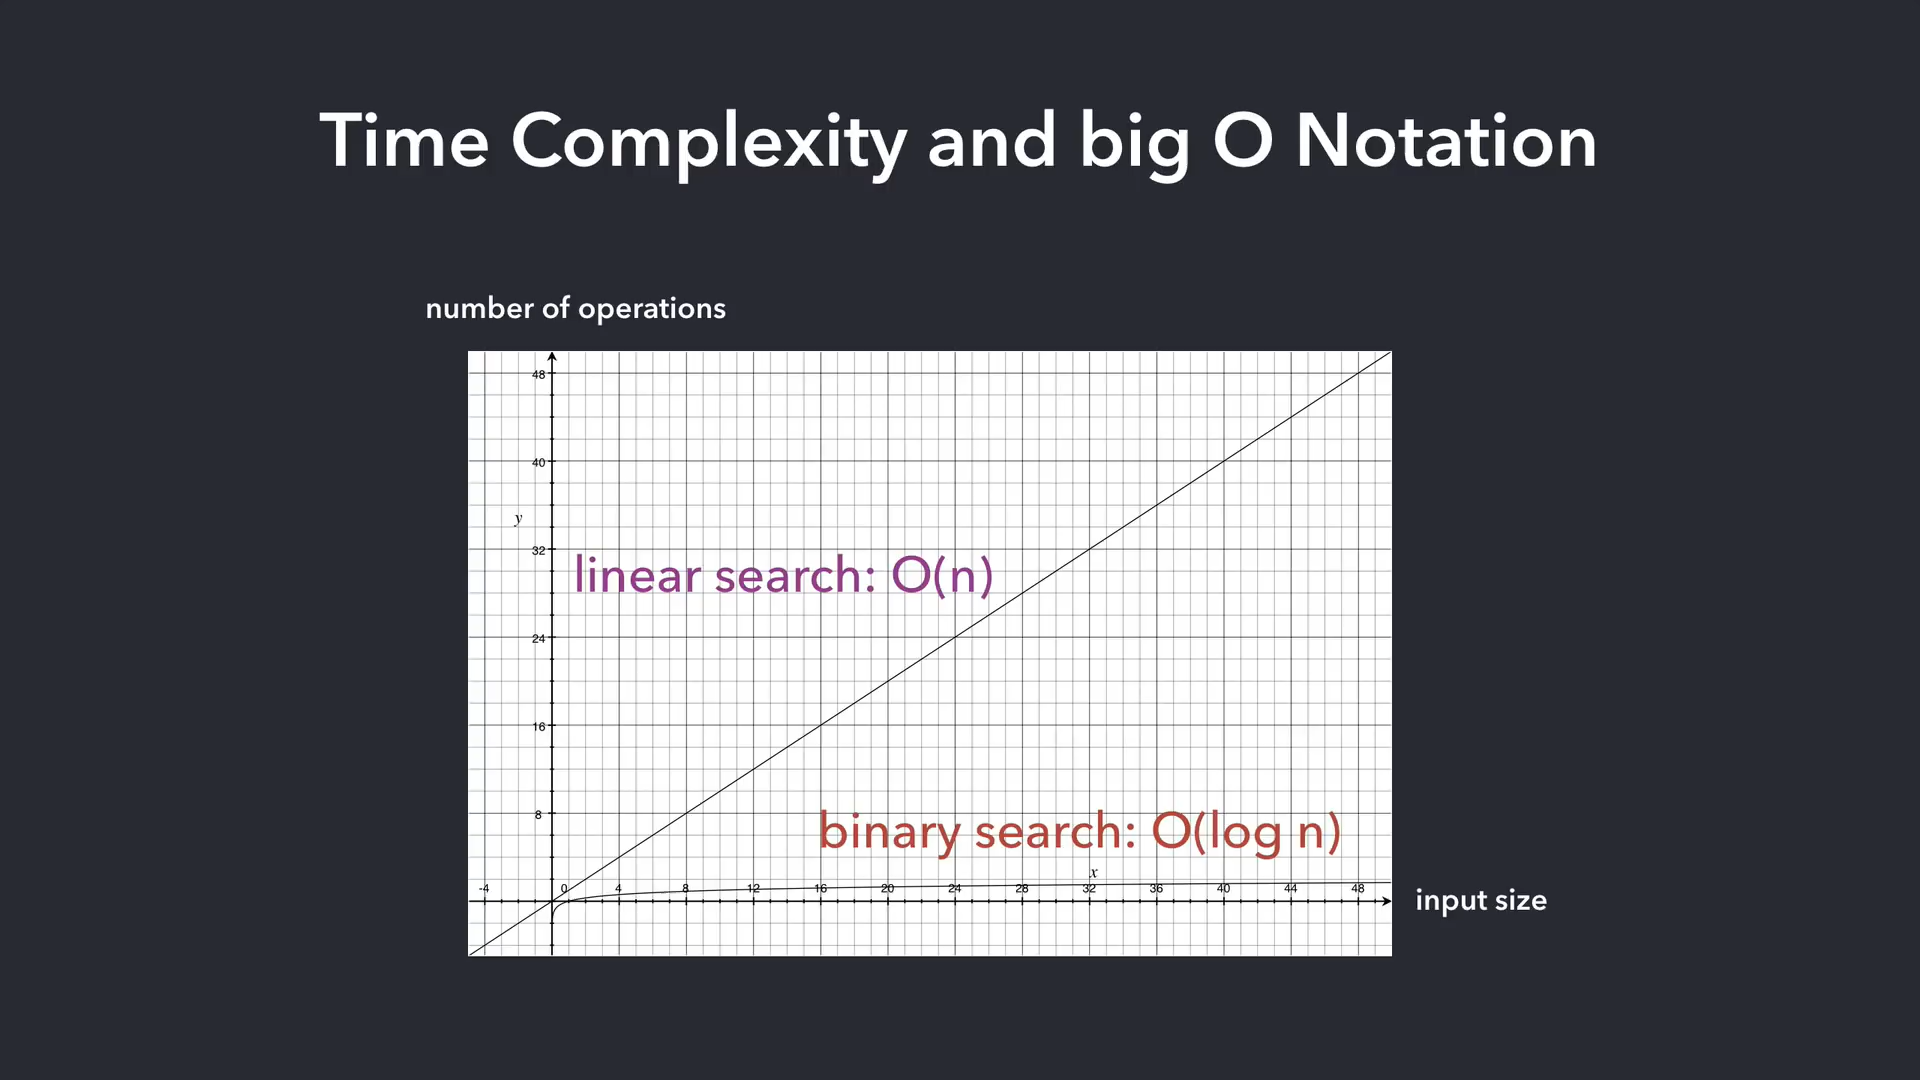 Time Complexity and big O Notation
number of operations
48
40
y
32
linear search: O(n)
24
16
8
binary search: O(log n)
x
-4 0 4 8 12 16 20 24 28 32 36 40 44 48
input size